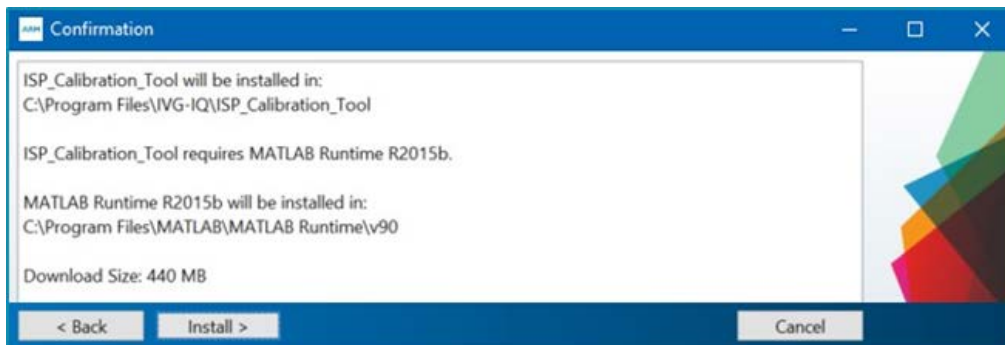 ARM Confirmation
ISP_Calibration_Tool will be installed in:
C:\Program Files\IVG-IQ\ISP_Calibration_Tool
ISP_Calibration_Tool requires MATLAB Runtime R2015b.
MATLAB Runtime R2015b will be installed in:
C:\Program Files\MATLAB\MATLAB Runtime\v90
Download Size: 440 MB
< Back Install > Cancel